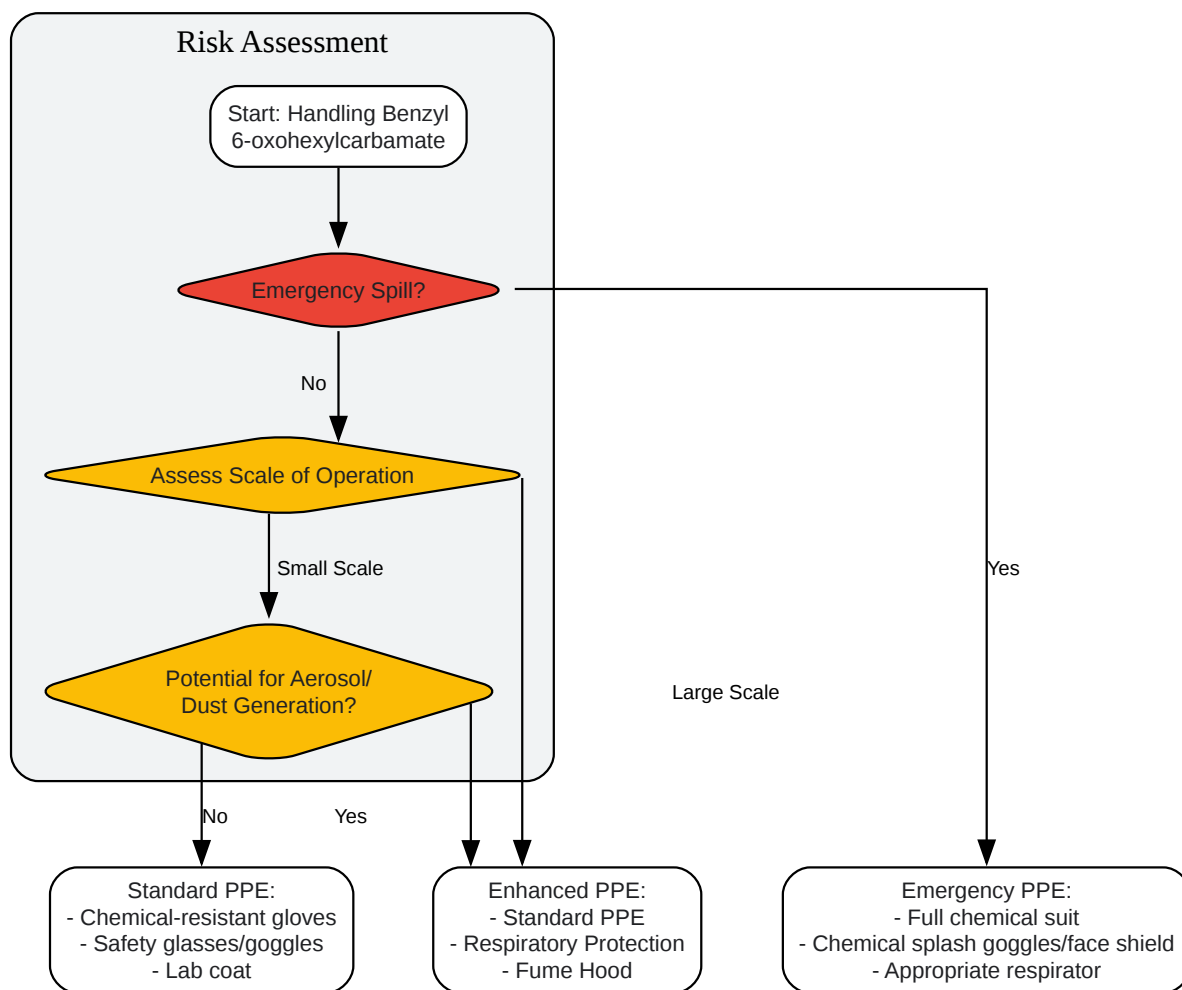 Risk Assessment
Start: Handling Benzyl
6-oxohexylcarbamate
Emergency Spill?
No
Assess Scale of Operation
Small Scale
Yes
Potential for Aerosol/
Dust Generation?
Large Scale
No
Yes
Standard PPE:
- Chemical-resistant gloves
- Safety glasses/goggles
- Lab coat
Enhanced PPE:
- Standard PPE
- Respiratory Protection
- Fume Hood
Emergency PPE:
- Full chemical suit
- Chemical splash goggles/face shield
- Appropriate respirator